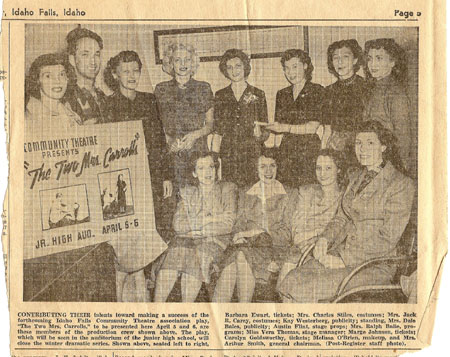 , Idaho Falls, Idaho
Page 9
COMMUNITY THEATRE
PRESENTS
"The Two Mrs. Carrolls"
JR. HIGH AUD. APRIL 5-6
CONTRIBUTING THEIR talents toward making a success of the
forthcoming Idaho Falls Community Theatre association play,
"The Two Mrs. Carrolls," to be presented here April 5 and 6, are
these members of the production crew shown above. The play,
which will be seen in the auditorium of the junior high school, will
close the winter dramatic series. Shown above, seated left to right,
Barbara Ewart, tickets; Mrs. Charles Stiles, costumes; Mrs. Jack
R. Carey, costumes; Kay Westerberg, publicity; standing, Mrs. Dale
Bales, publicity; Austin Flint, stage props; Mrs. Ralph Balle, pro-
grams; Miss Vera Thomas, stage manager; Marge Johnson, tickets;
Carolyn Goldsworthy, tickets; Melissa O'Brien, makeup, and Mrs.
Arthur Smith, general chairman. (Post-Register staff photo).